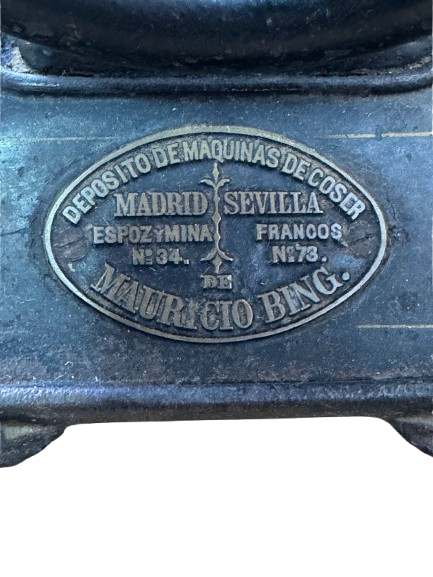 DEPOSITO DE MAQUINAS DE COSER
MADRID SEVILLA
ESPOZ Y MINA FRANCOS
Nº 34. Nº 73.
DE
MAURICIO BING.